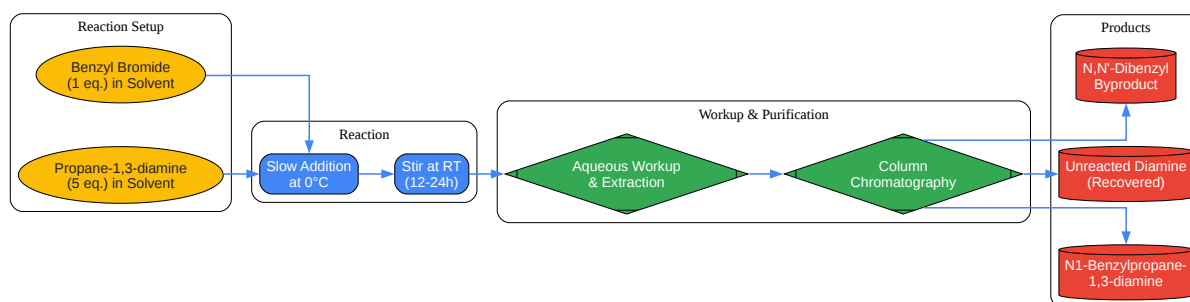 Reaction Setup
Benzyl Bromide
(1 eq.) in Solvent
Propane-1,3-diamine
(5 eq.) in Solvent
Reaction
Slow Addition
at 0°C
Stir at RT
(12-24h)
Workup & Purification
Aqueous Workup
& Extraction
Column
Chromatography
Products
N,N'-Dibenzyl
Byproduct
Unreacted Diamine
(Recovered)
N1-Benzylpropane-
1,3-diamine